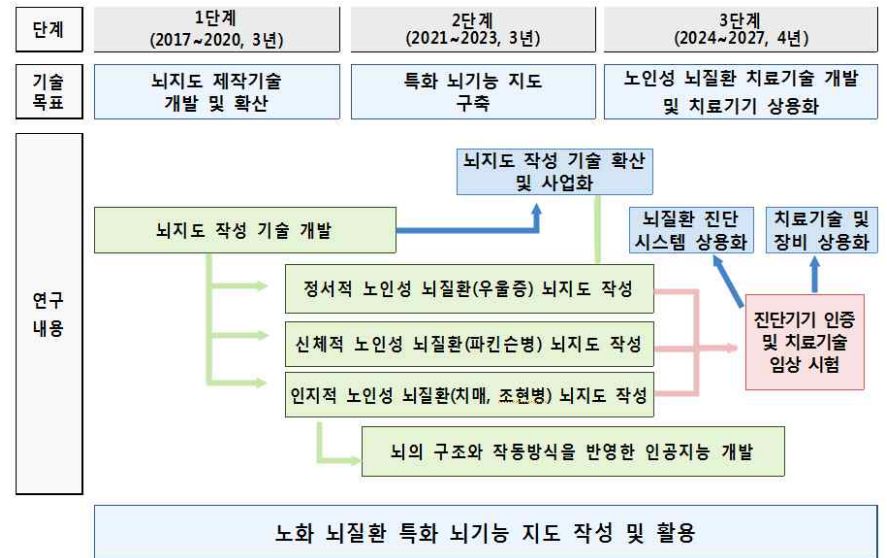 단계
1단계
(2017~2020, 3년)
2단계
(2021~2023, 3년)
3단계
(2024~2027, 4년)
기술
목표
뇌지도 제작기술
개발 및 확산
특화 뇌기능 지도
구축
노인성 뇌질환 치료기술 개발
및 치료기기 상용화
연구
내용
뇌지도 작성 기술 확산
및 사업화
뇌지도 작성 기술 개발
뇌질환 진단
시스템 상용화
치료기술 및
장비 상용화
정서적 노인성 뇌질환(우울증) 뇌지도 작성
신체적 노인성 뇌질환(파킨슨병) 뇌지도 작성
인지적 노인성 뇌질환(치매, 조현병) 뇌지도 작성
진단기기 인증
및 치료기술
임상 시험
뇌의 구조와 작동방식을 반영한 인공지능 개발
노화 뇌질환 특화 뇌기능 지도 작성 및 활용